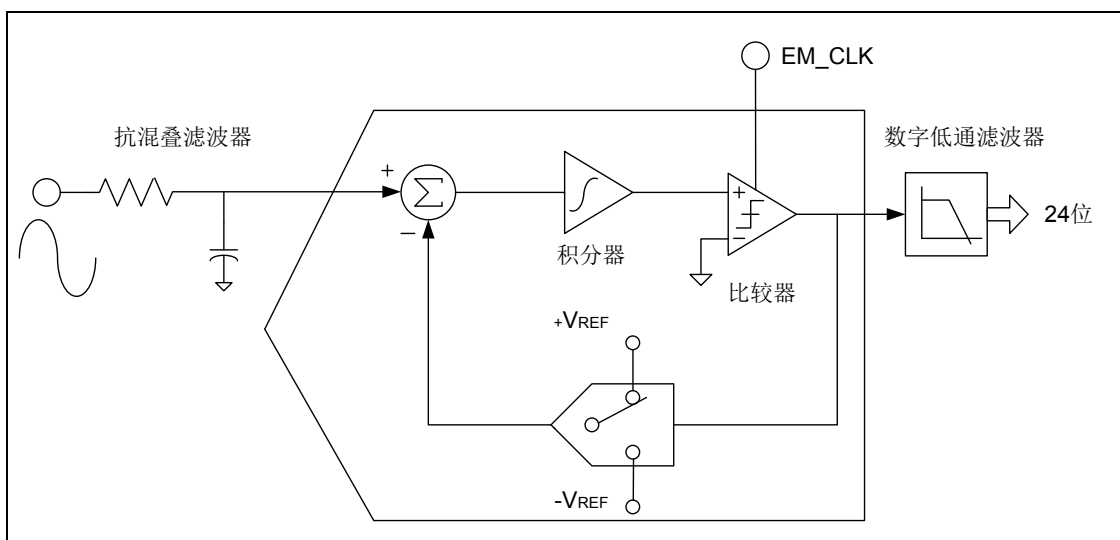 EM_CLK
抗混叠滤波器
数字低通滤波器
+
Σ
−
+
−
24位
积分器
比较器
+VREF
-VREF